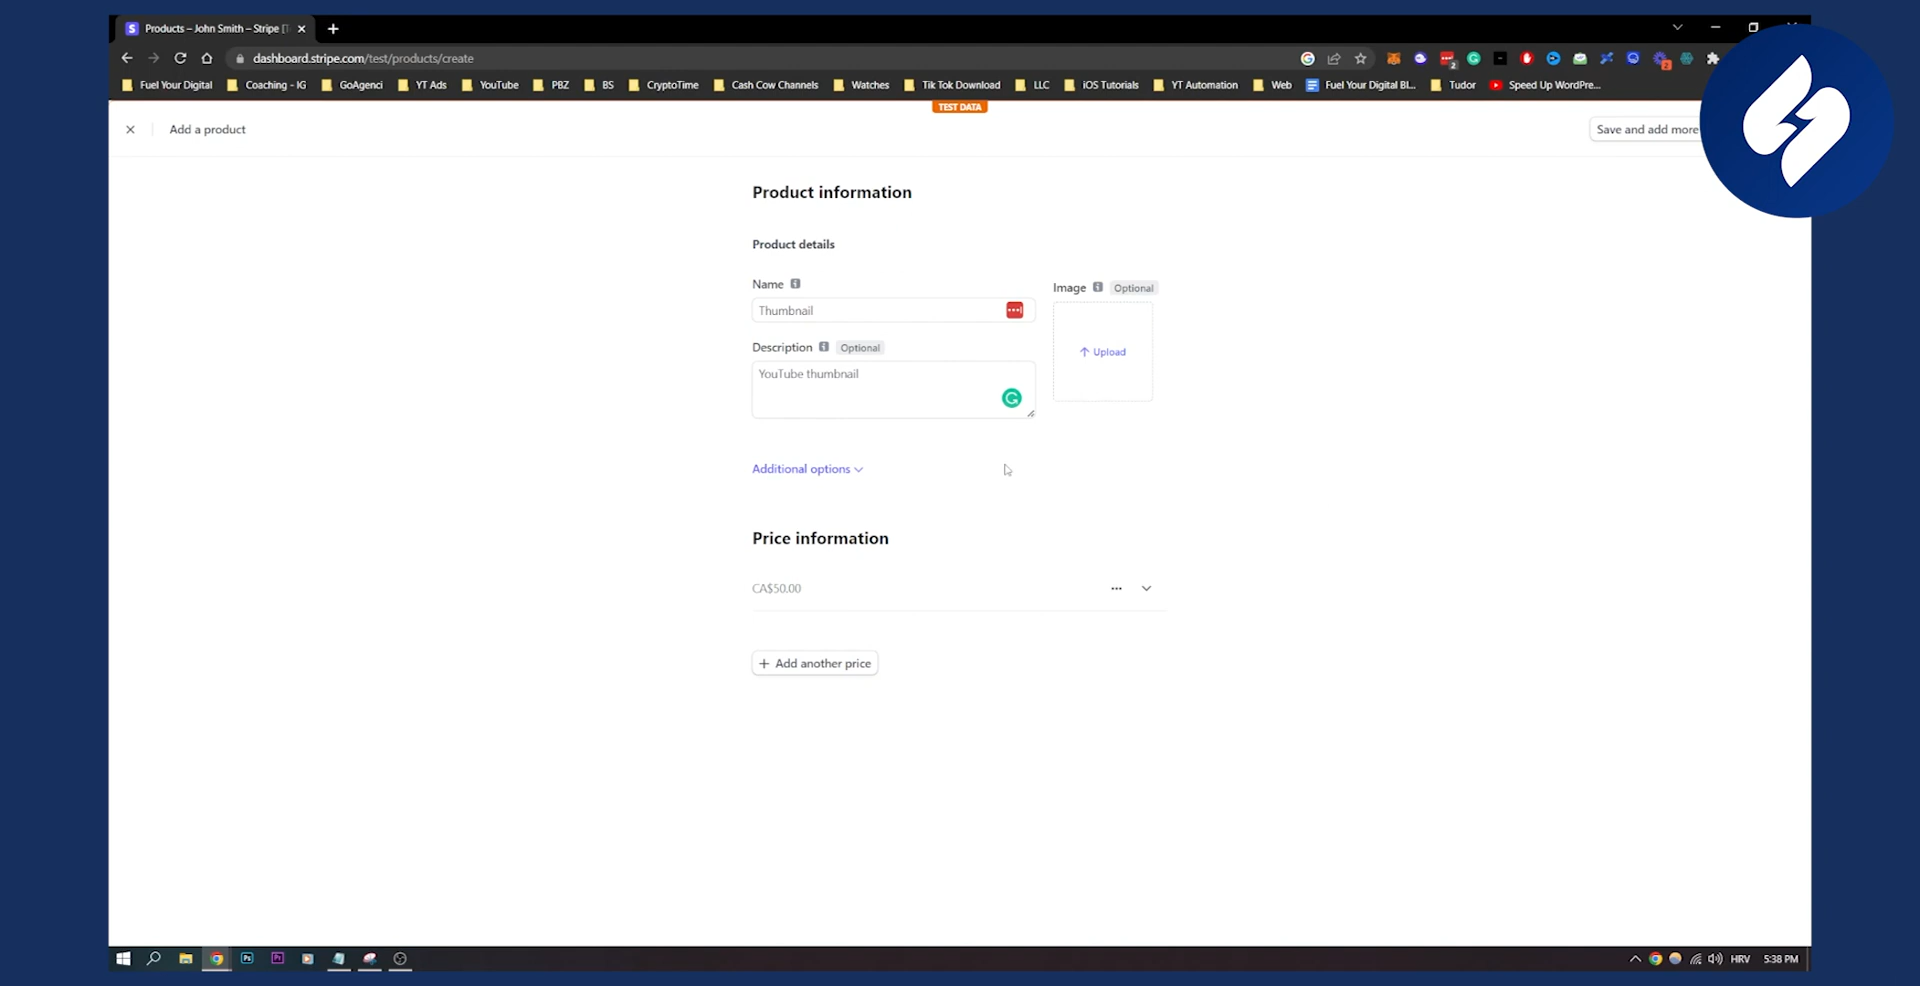 Products – John Smith – Stripe [T
dashboard.stripe.com/test/products/create
Fuel Your Digital
Coaching - IG
GoAgenci
YT Ads
YouTube
PBZ
BS
CryptoTime
Cash Cow Channels
Watches
Tik Tok Download
LLC
iOS Tutorials
YT Automation
Web
Fuel Your Digital Bl...
Tudor
Speed Up WordPre...
TEST DATA
Add a product
Save and add more
Product information
Product details
Name
Image Optional
Thumbnail
Description Optional
Upload
YouTube thumbnail
Additional options
Price information
CA$50.00
Add another price
Ps
Pr
HRV
5:38 PM